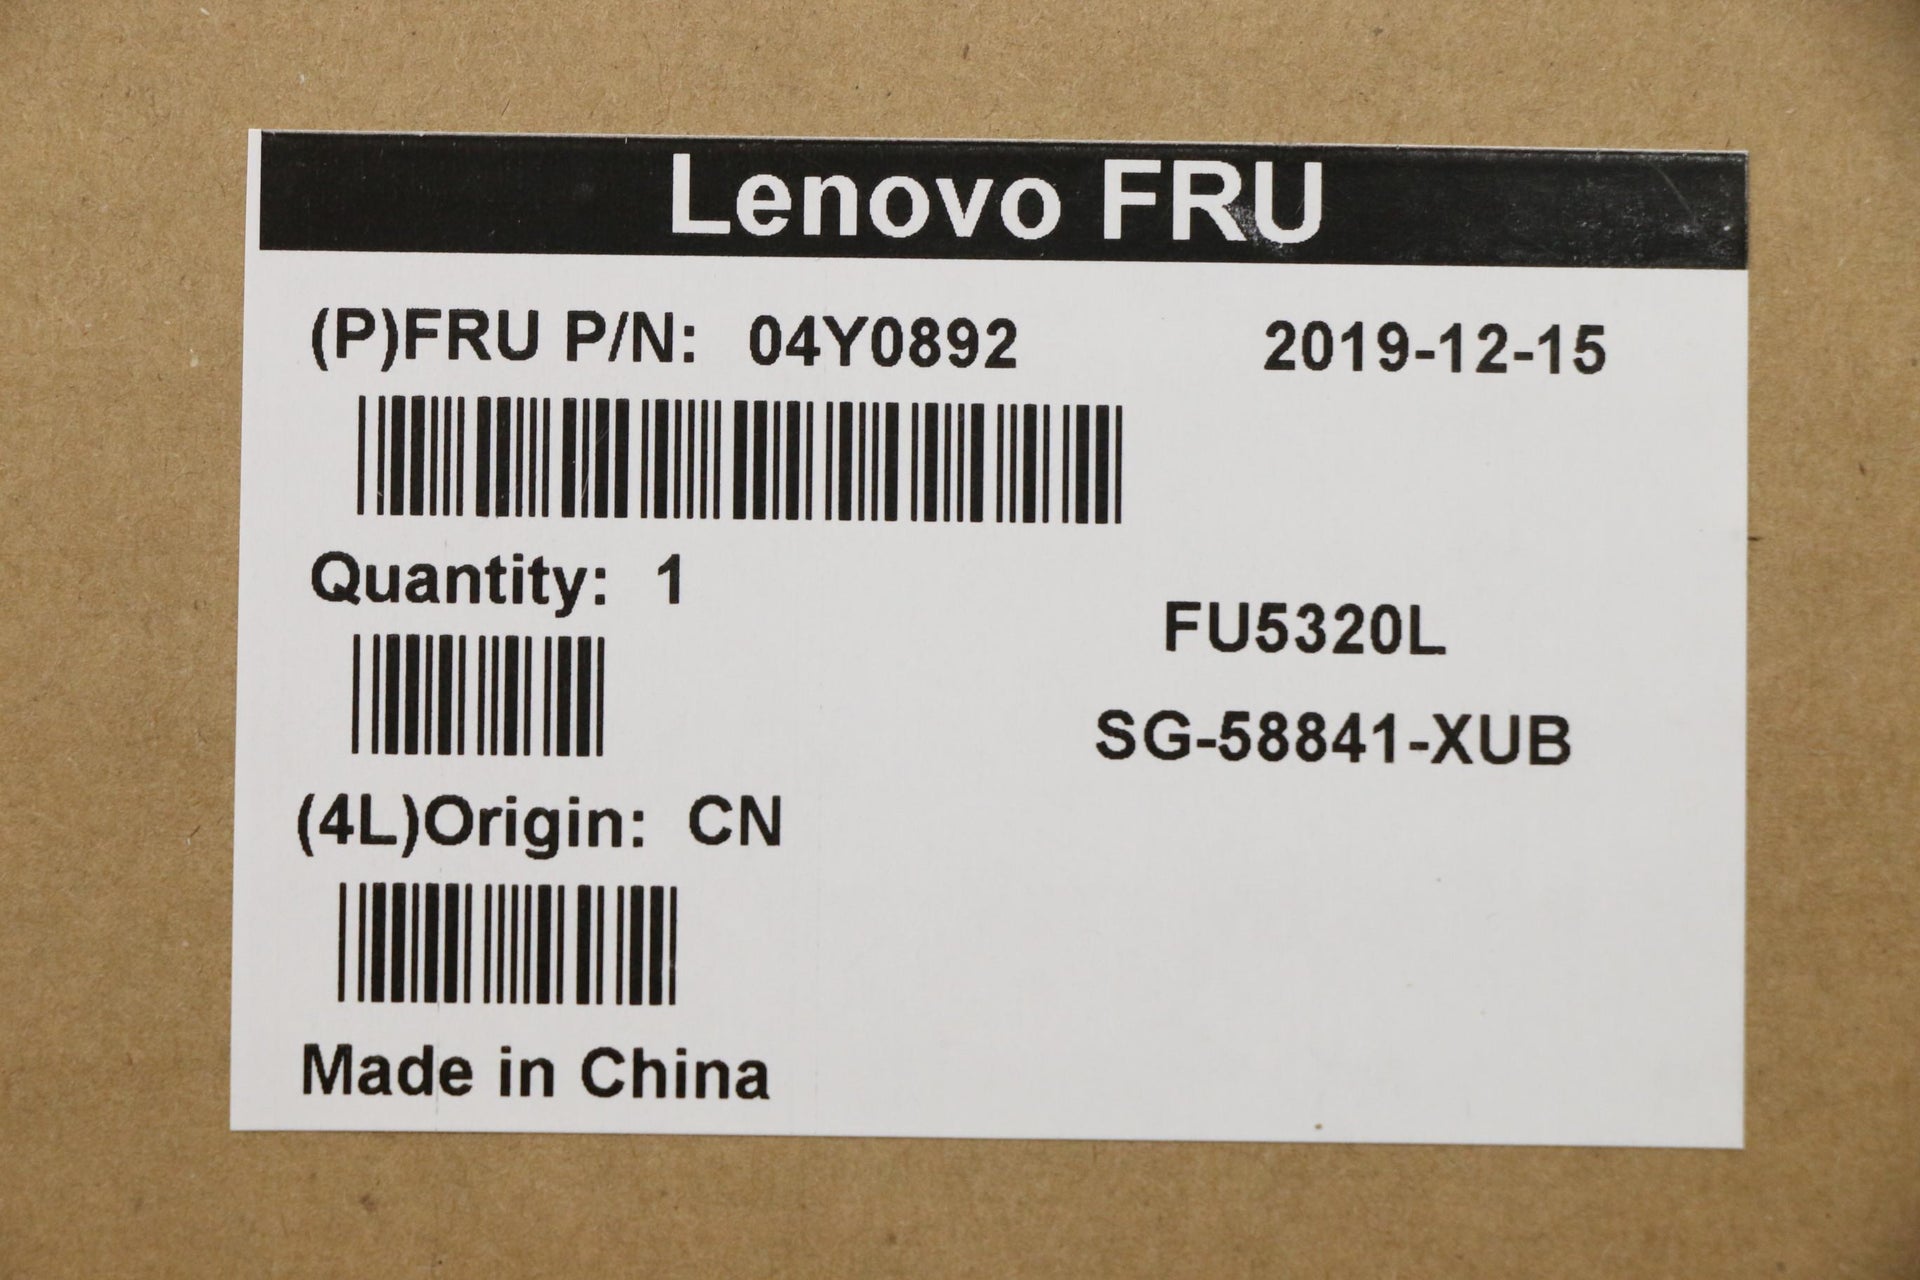 Lenovo FRU
(P)FRU P/N: 04Y0892 2019-12-15
Quantity: 1
FU5320L
SG-58841-XUB
(4L)Origin: CN
Made in China